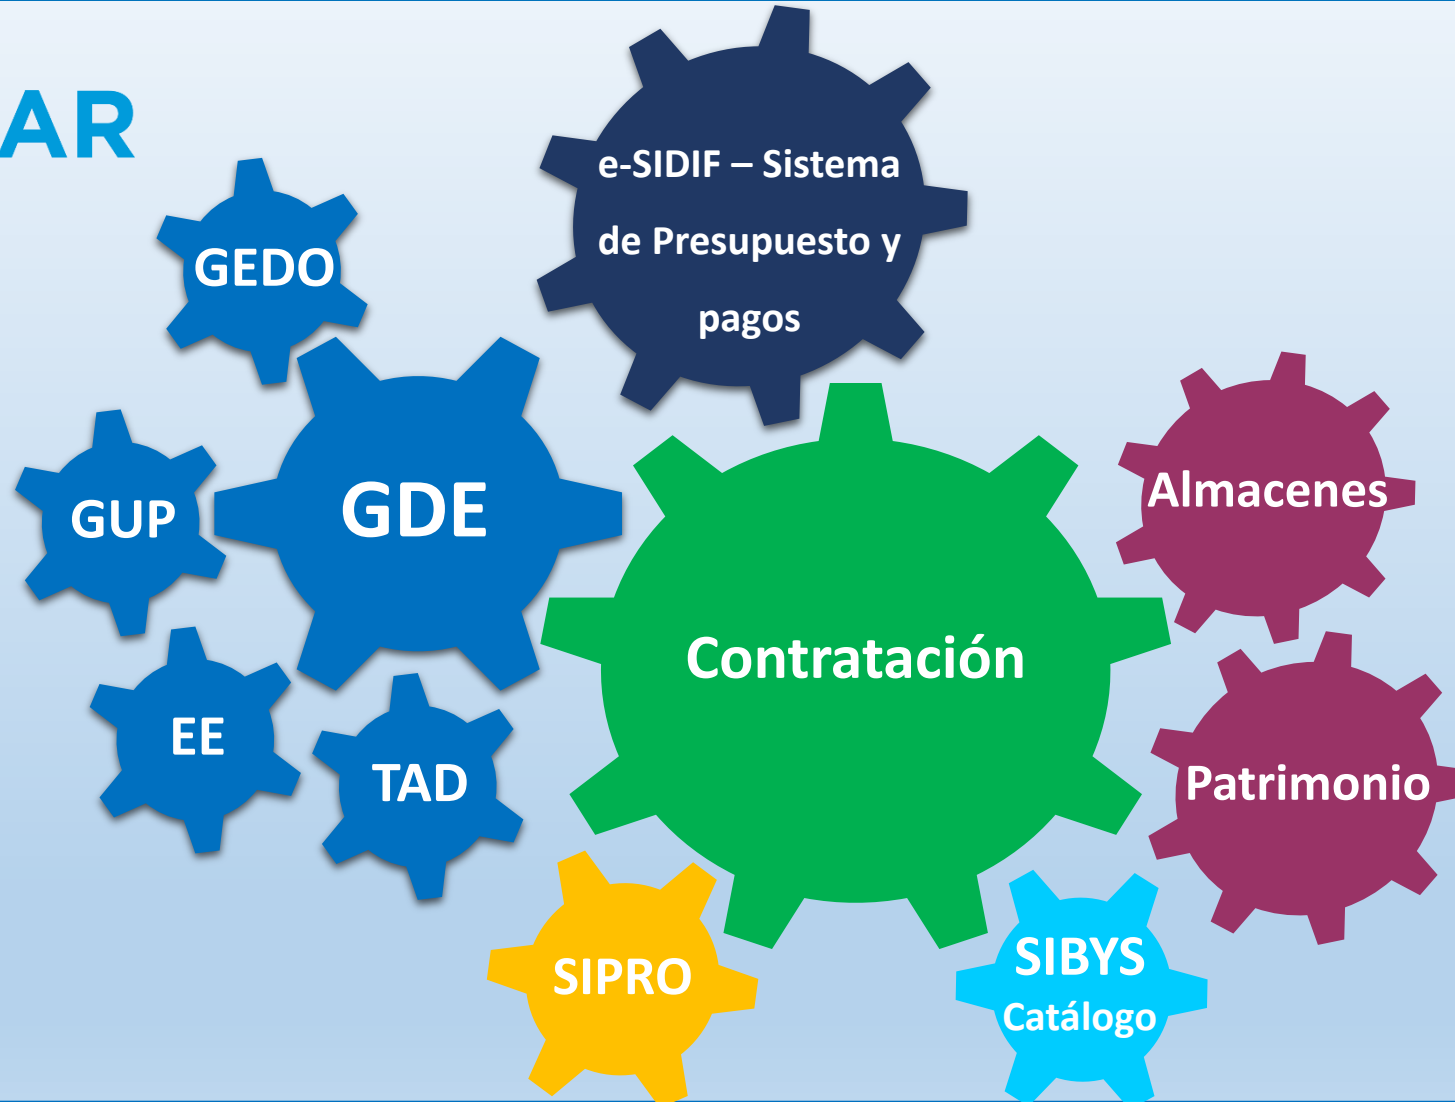 AR
e-SIDIF – Sistema
de Presupuesto y
pagos
GEDO
GDE
GUP
EE
TAD
Contratación
Almacenes
Patrimonio
SIPRO
SIBYS
Catálogo